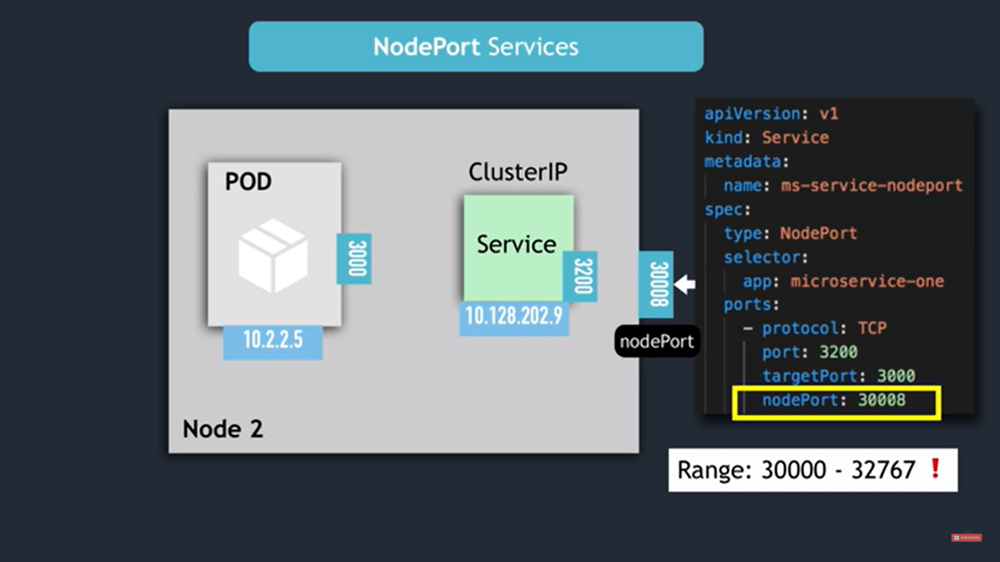 NodePort Services
POD
3000
10.2.2.5
Node 2
ClusterIP
Service
3200
10.128.202.9
30008
nodePort
apiVersion: v1
kind: Service
metadata:
name: ms-service-nodeport
spec:
type: NodePort
selector:
app: microservice-one
ports:
- protocol: TCP
port: 3200
targetPort: 3000
nodePort: 30008
Range: 30000 - 32767 !
SUBSCRIBE